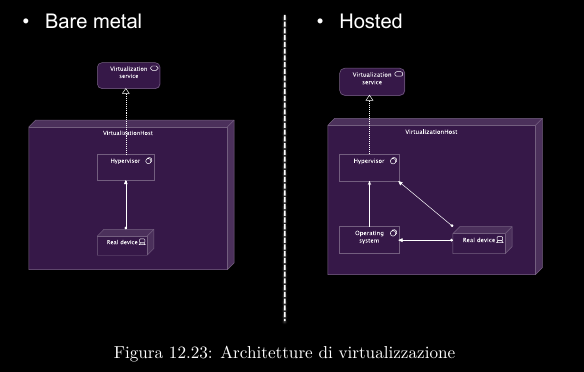 • Bare metal
Virtualization
service
VirtualizationHost
Hypervisor
Real device
• Hosted
Virtualization
service
VirtualizationHost
Hypervisor
Operating
system
Real device
Figura 12.23: Architetture di virtualizzazione